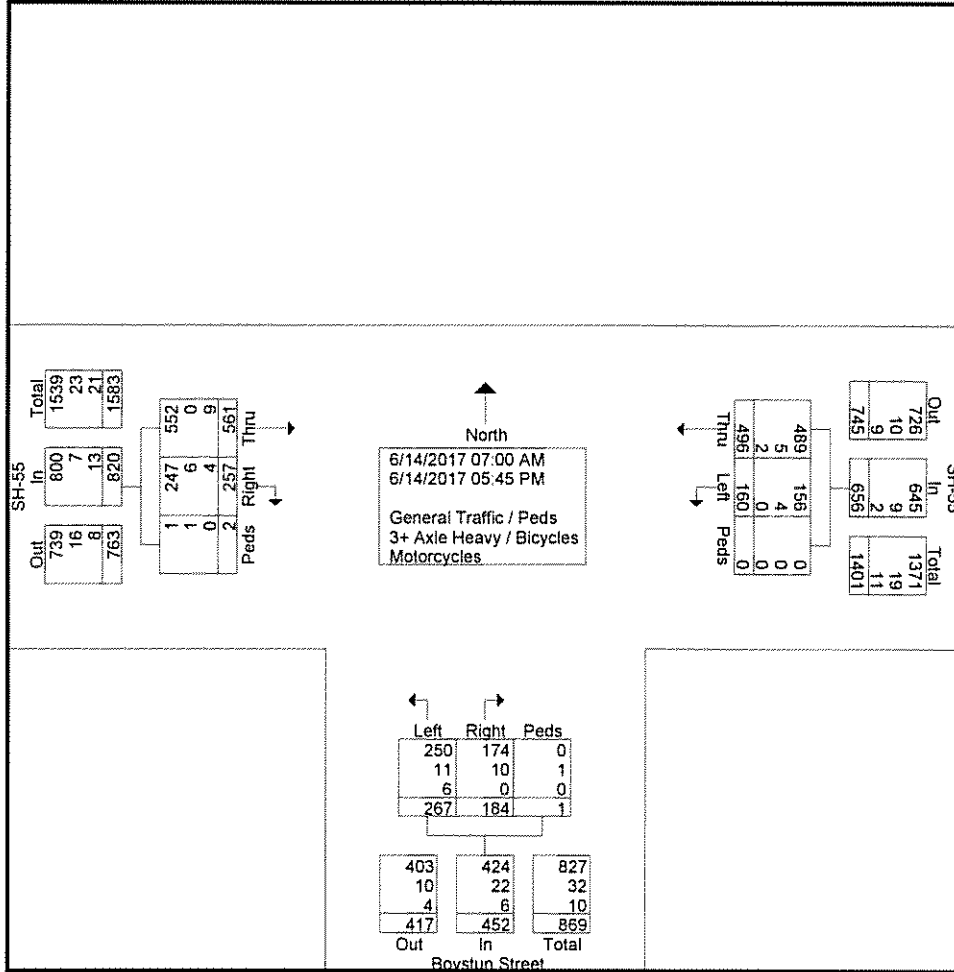 North
6/14/2017 07:00 AM
6/14/2017 05:45 PM
General Traffic / Peds
3+ Axle Heavy / Bicycles
Motorcycles
SH-55
Out In Total
739 800 1539
16 7 23
8 13 21
763 820 1583
Thru Right Peds
552 247 1
0 6 1
9 4 0
561 257 2
SH-55
Out In Total
726 645 1371
10 9 19
9 2 11
745 656 1401
Thru Left Peds
489 156 0
5 4 0
2 0 0
496 160 0
Left Right Peds
250 174 0
11 10 1
6 0 0
267 184 1
403 424 827
10 22 32
4 6 10
417 452 869
Out In Total
Boystun Street